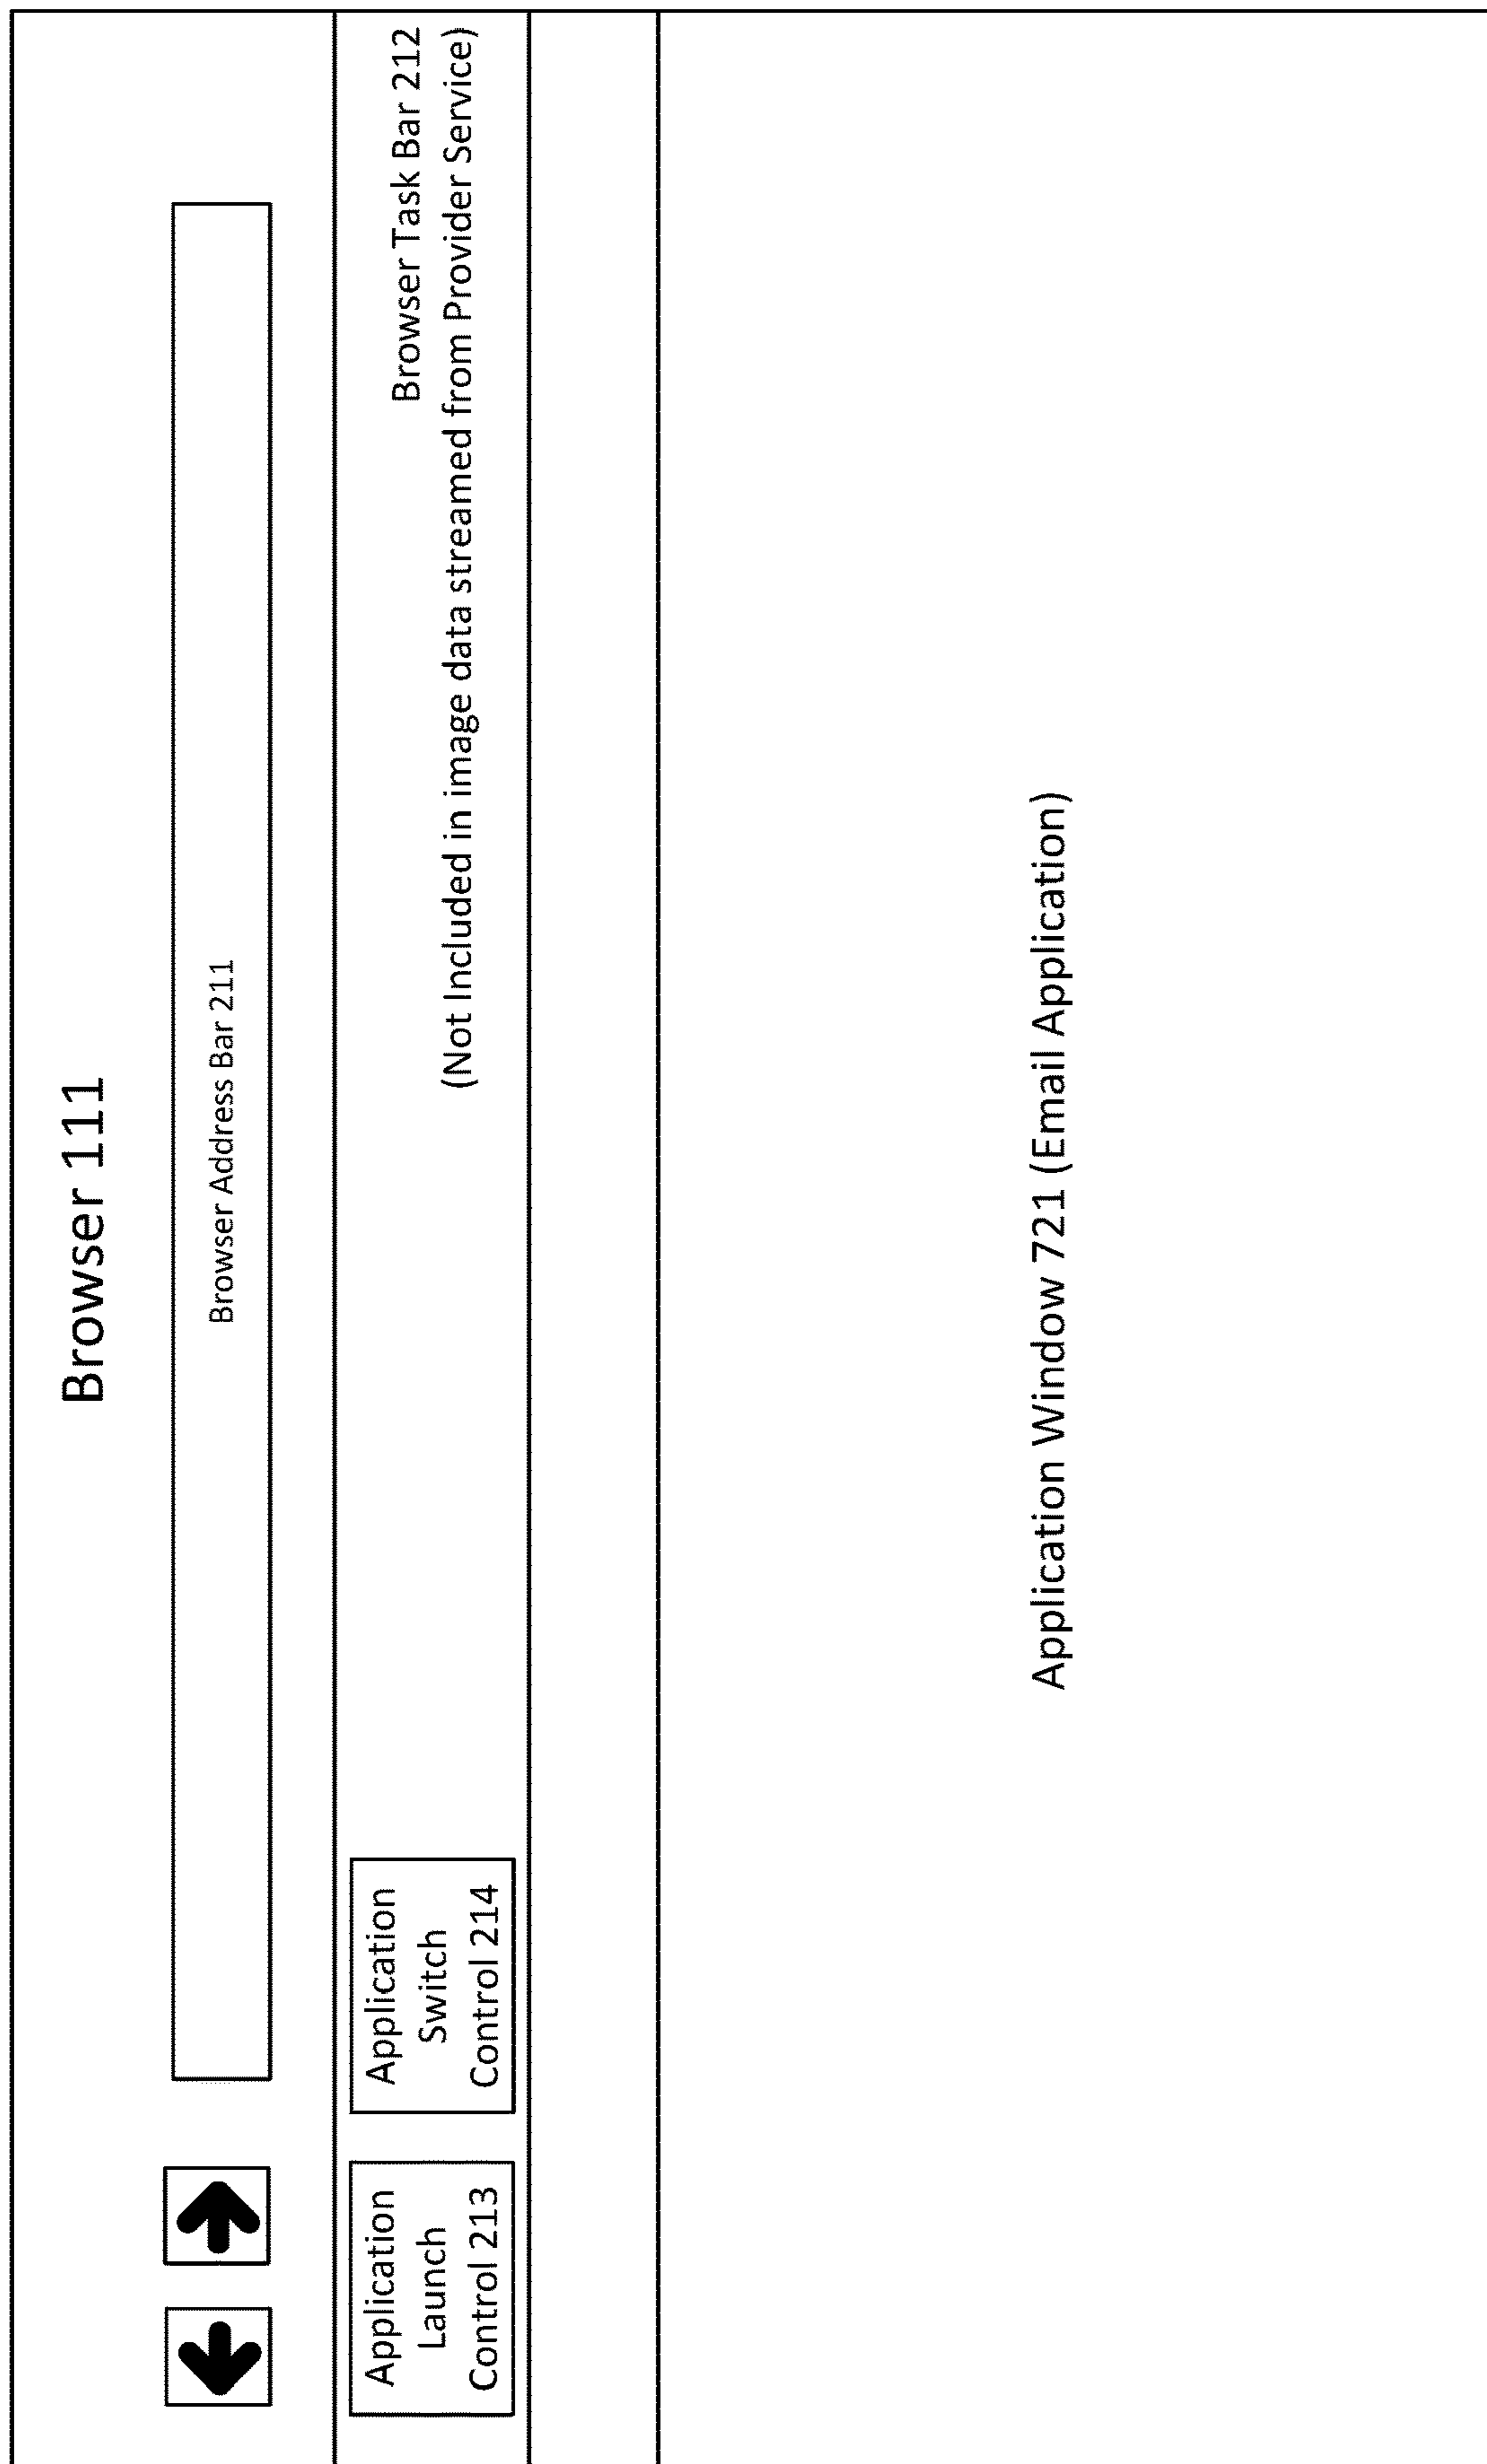 Browser 111
Browser Address Bar 211
Application
Launch
Control 213
Application
Switch
Control 214
Browser Task Bar 212
(Not Included in image data streamed from Provider Service)
Application Window 721 (Email Application)